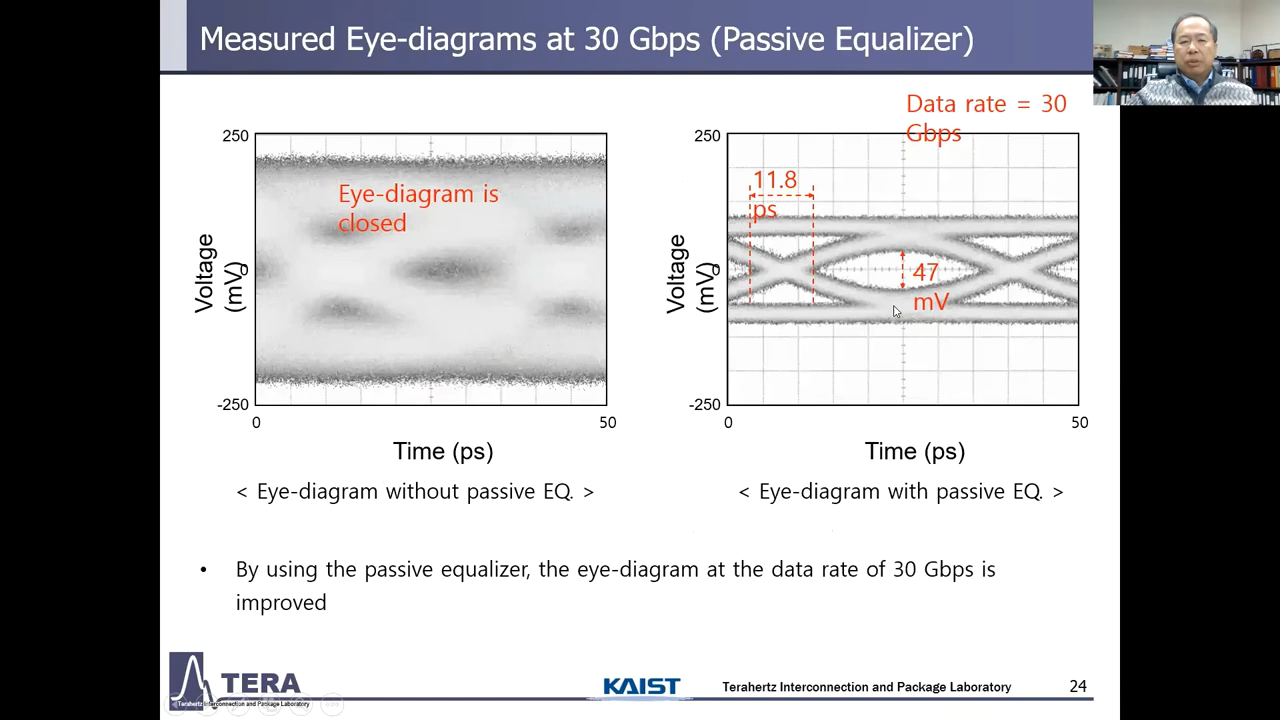 Measured Eye-diagrams at 30 Gbps (Passive Equalizer)
Data rate = 30
Gbps
250
Eye-diagram is
closed
Voltage
(mV)
0
-250
0
50
Time (ps)
< Eye-diagram without passive EQ. >
250
11.8
ps
47
mV
Voltage
(mV)
0
-250
0
50
Time (ps)
< Eye-diagram with passive EQ. >
• By using the passive equalizer, the eye-diagram at the data rate of 30 Gbps is
improved
TERA
Terahertz Interconnection and Package Laboratory
KAIST
Terahertz Interconnection and Package Laboratory
24